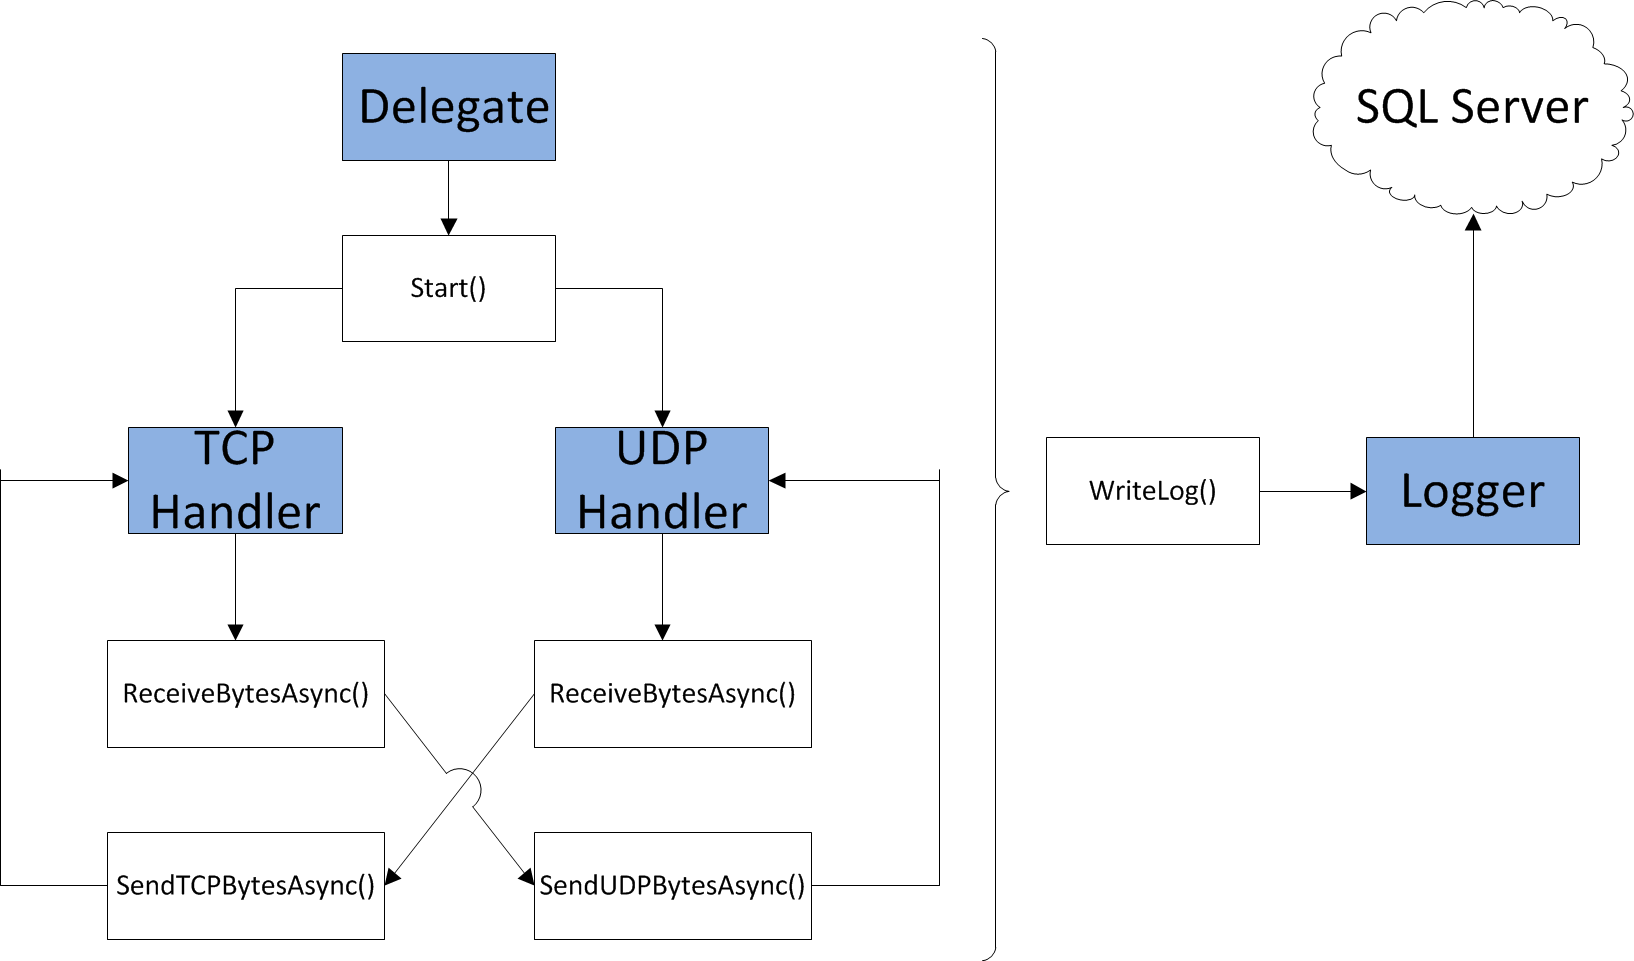 Delegate
SQL Server
Start()
TCP
Handler
UDP
Handler
WriteLog()
Logger
ReceiveBytesAsync()
ReceiveBytesAsync()
SendTCPBytesAsync()
SendUDPBytesAsync()